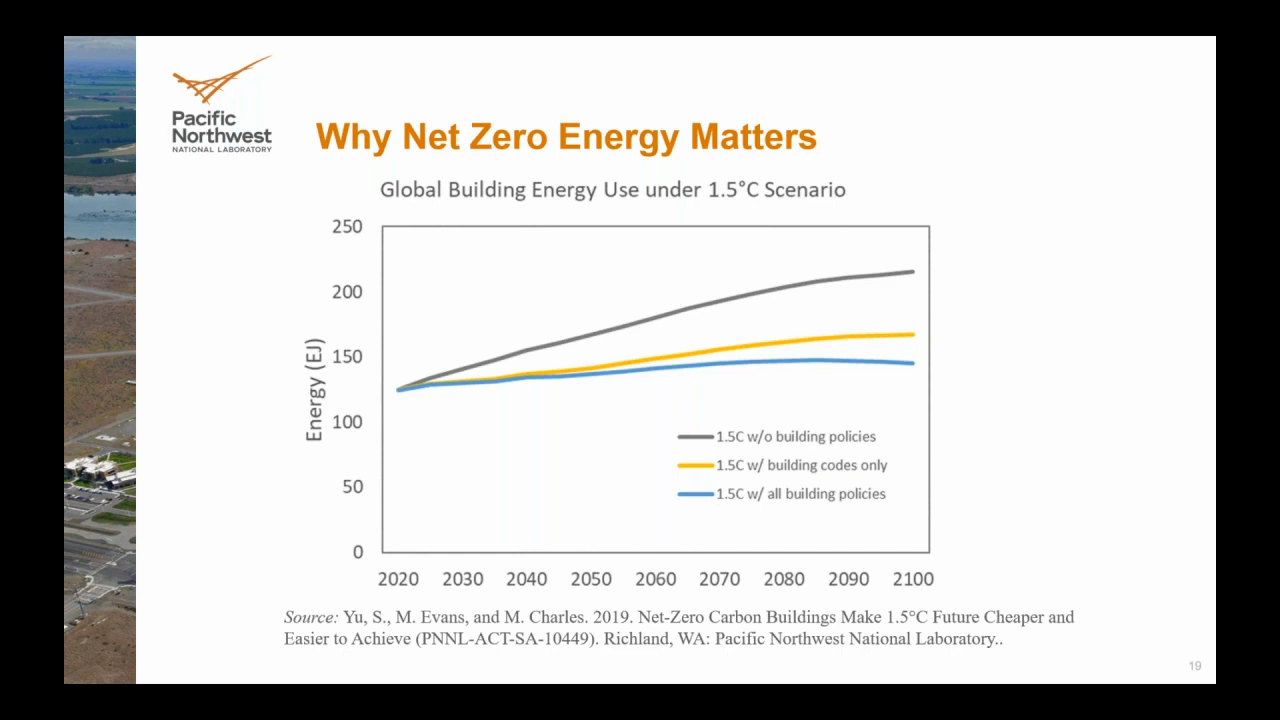 Pacific
Northwest
NATIONAL LABORATORY
Why Net Zero Energy Matters
Global Building Energy Use under 1.5°C Scenario
Energy (EJ)
250
200
150
100
50
0
1.5C w/o building policies
1.5C w/ building codes only
1.5C w/ all building policies
2020 2030 2040 2050 2060 2070 2080 2090 2100
Source: Yu, S., M. Evans, and M. Charles. 2019. Net-Zero Carbon Buildings Make 1.5°C Future Cheaper and
Easier to Achieve (PNNL-ACT-SA-10449). Richland, WA: Pacific Northwest National Laboratory..
19